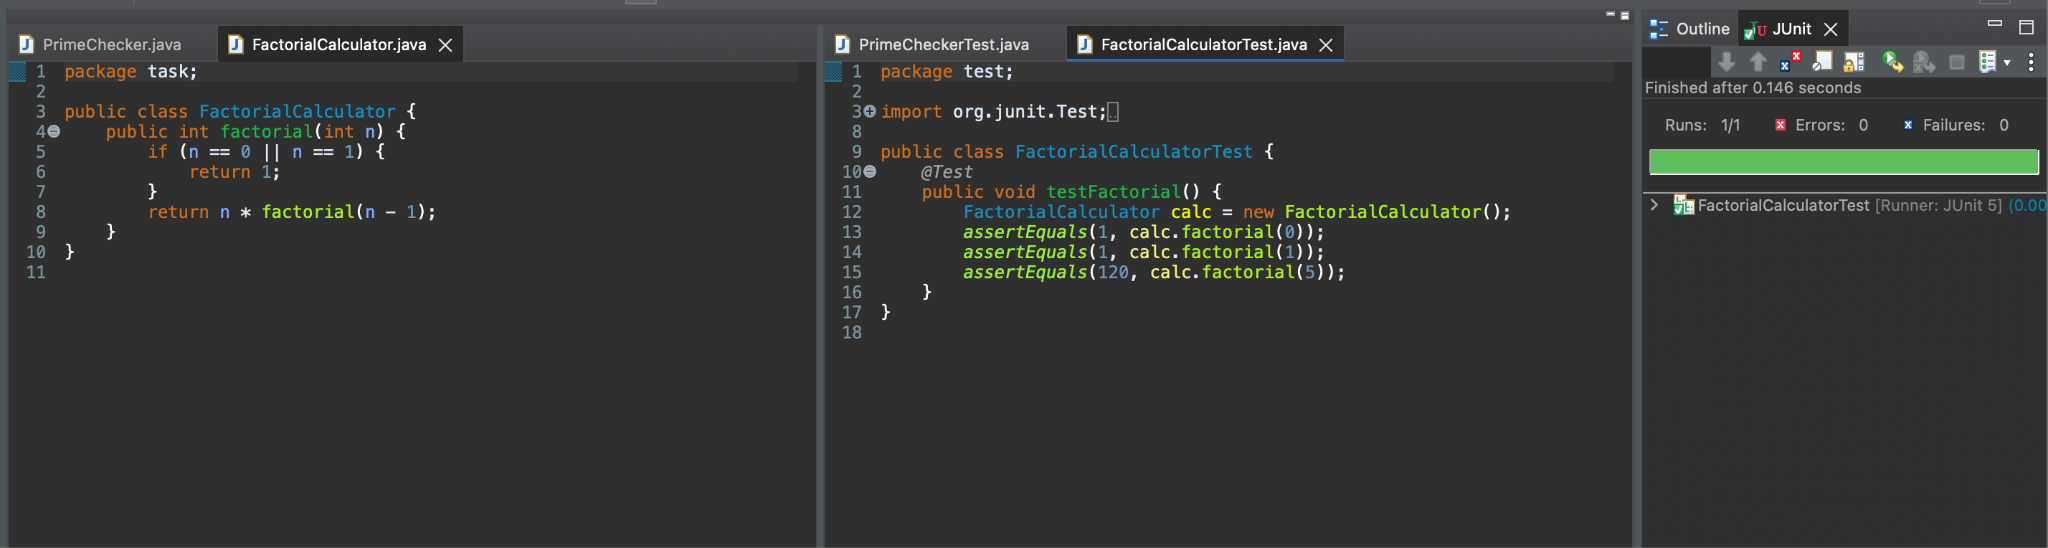 PrimeChecker.java
FactorialCalculator.java
1 package task;
2
3 public class FactorialCalculator {
4     public int factorial(int n) {
5         if (n == 0 || n == 1) {
6             return 1;
7         }
8         return n * factorial(n - 1);
9     }
10 }
11
PrimeCheckerTest.java
FactorialCalculatorTest.java
1 package test;
2
3 import org.junit.Test;
8
9 public class FactorialCalculatorTest {
10     @Test
11     public void testFactorial() {
12         FactorialCalculator calc = new FactorialCalculator();
13         assertEquals(1, calc.factorial(0));
14         assertEquals(1, calc.factorial(1));
15         assertEquals(120, calc.factorial(5));
16     }
17 }
18
Outline
JUnit
Finished after 0.146 seconds
Runs: 1/1 Errors: 0 Failures: 0
FactorialCalculatorTest [Runner: JUnit 5] (0.00